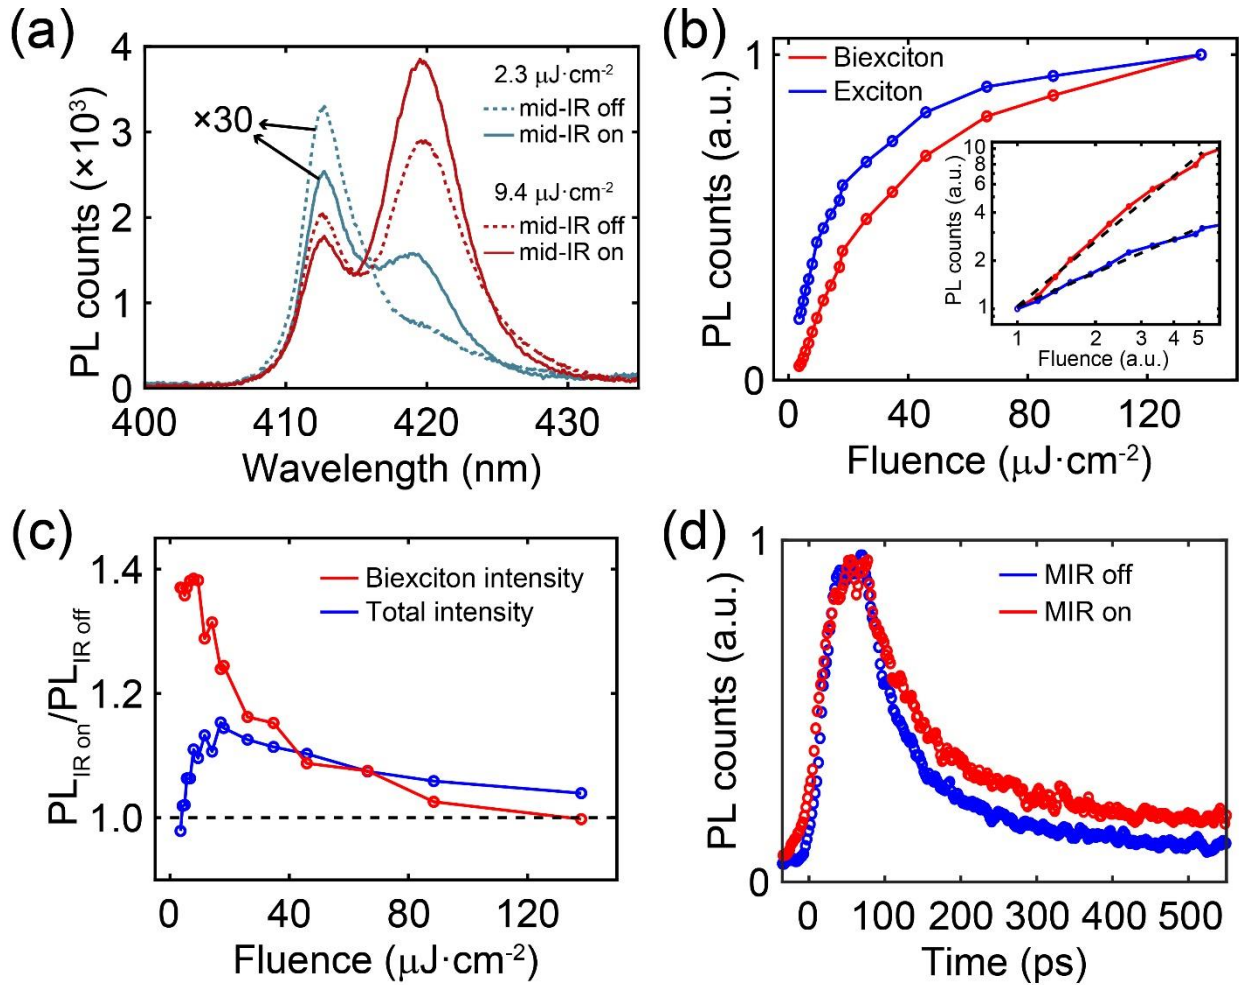 (a)
4
3
2
1
0
PL counts (×10³)
×30
2.3 μJ·cm⁻²
mid-IR off
mid-IR on
9.4 μJ·cm⁻²
mid-IR off
mid-IR on
400
410
420
430
Wavelength (nm)
(b)
1
0
PL counts (a.u.)
Biexciton
Exciton
10
8
6
4
2
1
PL counts (a.u.)
1
2
3
4
5
Fluence (a.u.)
0
40
80
120
Fluence (μJ·cm⁻²)
(c)
1.4
1.2
1.0
PL_IR on/PL_IR off
Biexciton intensity
Total intensity
0
40
80
120
Fluence (μJ·cm⁻²)
(d)
1
0
PL counts (a.u.)
MIR off
MIR on
0
100
200
300
400
500
Time (ps)